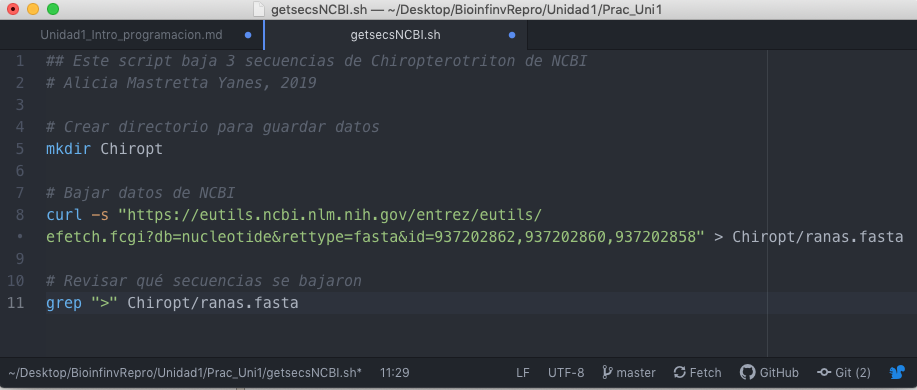 getsecsNCBI.sh — ~/Desktop/BioinfinvRepro/Unidad1/Prac_Uni1
Unidad1_Intro_programacion.md
getsecsNCBI.sh
1 ## Este script baja 3 secuencias de Chiropterotriton de NCBI
2 # Alicia Mastretta Yanes, 2019
3
4 # Crear directorio para guardar datos
5 mkdir Chiropt
6
7 # Bajar datos de NCBI
8 curl -s "https://eutils.ncbi.nlm.nih.gov/entrez/eutils/
• efetch.fcgi?db=nucleotide&rettype=fasta&id=937202862,937202860,937202858" > Chiropt/ranas.fasta
9
10 # Revisar qué secuencias se bajaron
11 grep ">" Chiropt/ranas.fasta
~/Desktop/BioinfinvRepro/Unidad1/Prac_Uni1/getsecsNCBI.sh* 11:29 LF UTF-8 master Fetch GitHub Git (2)